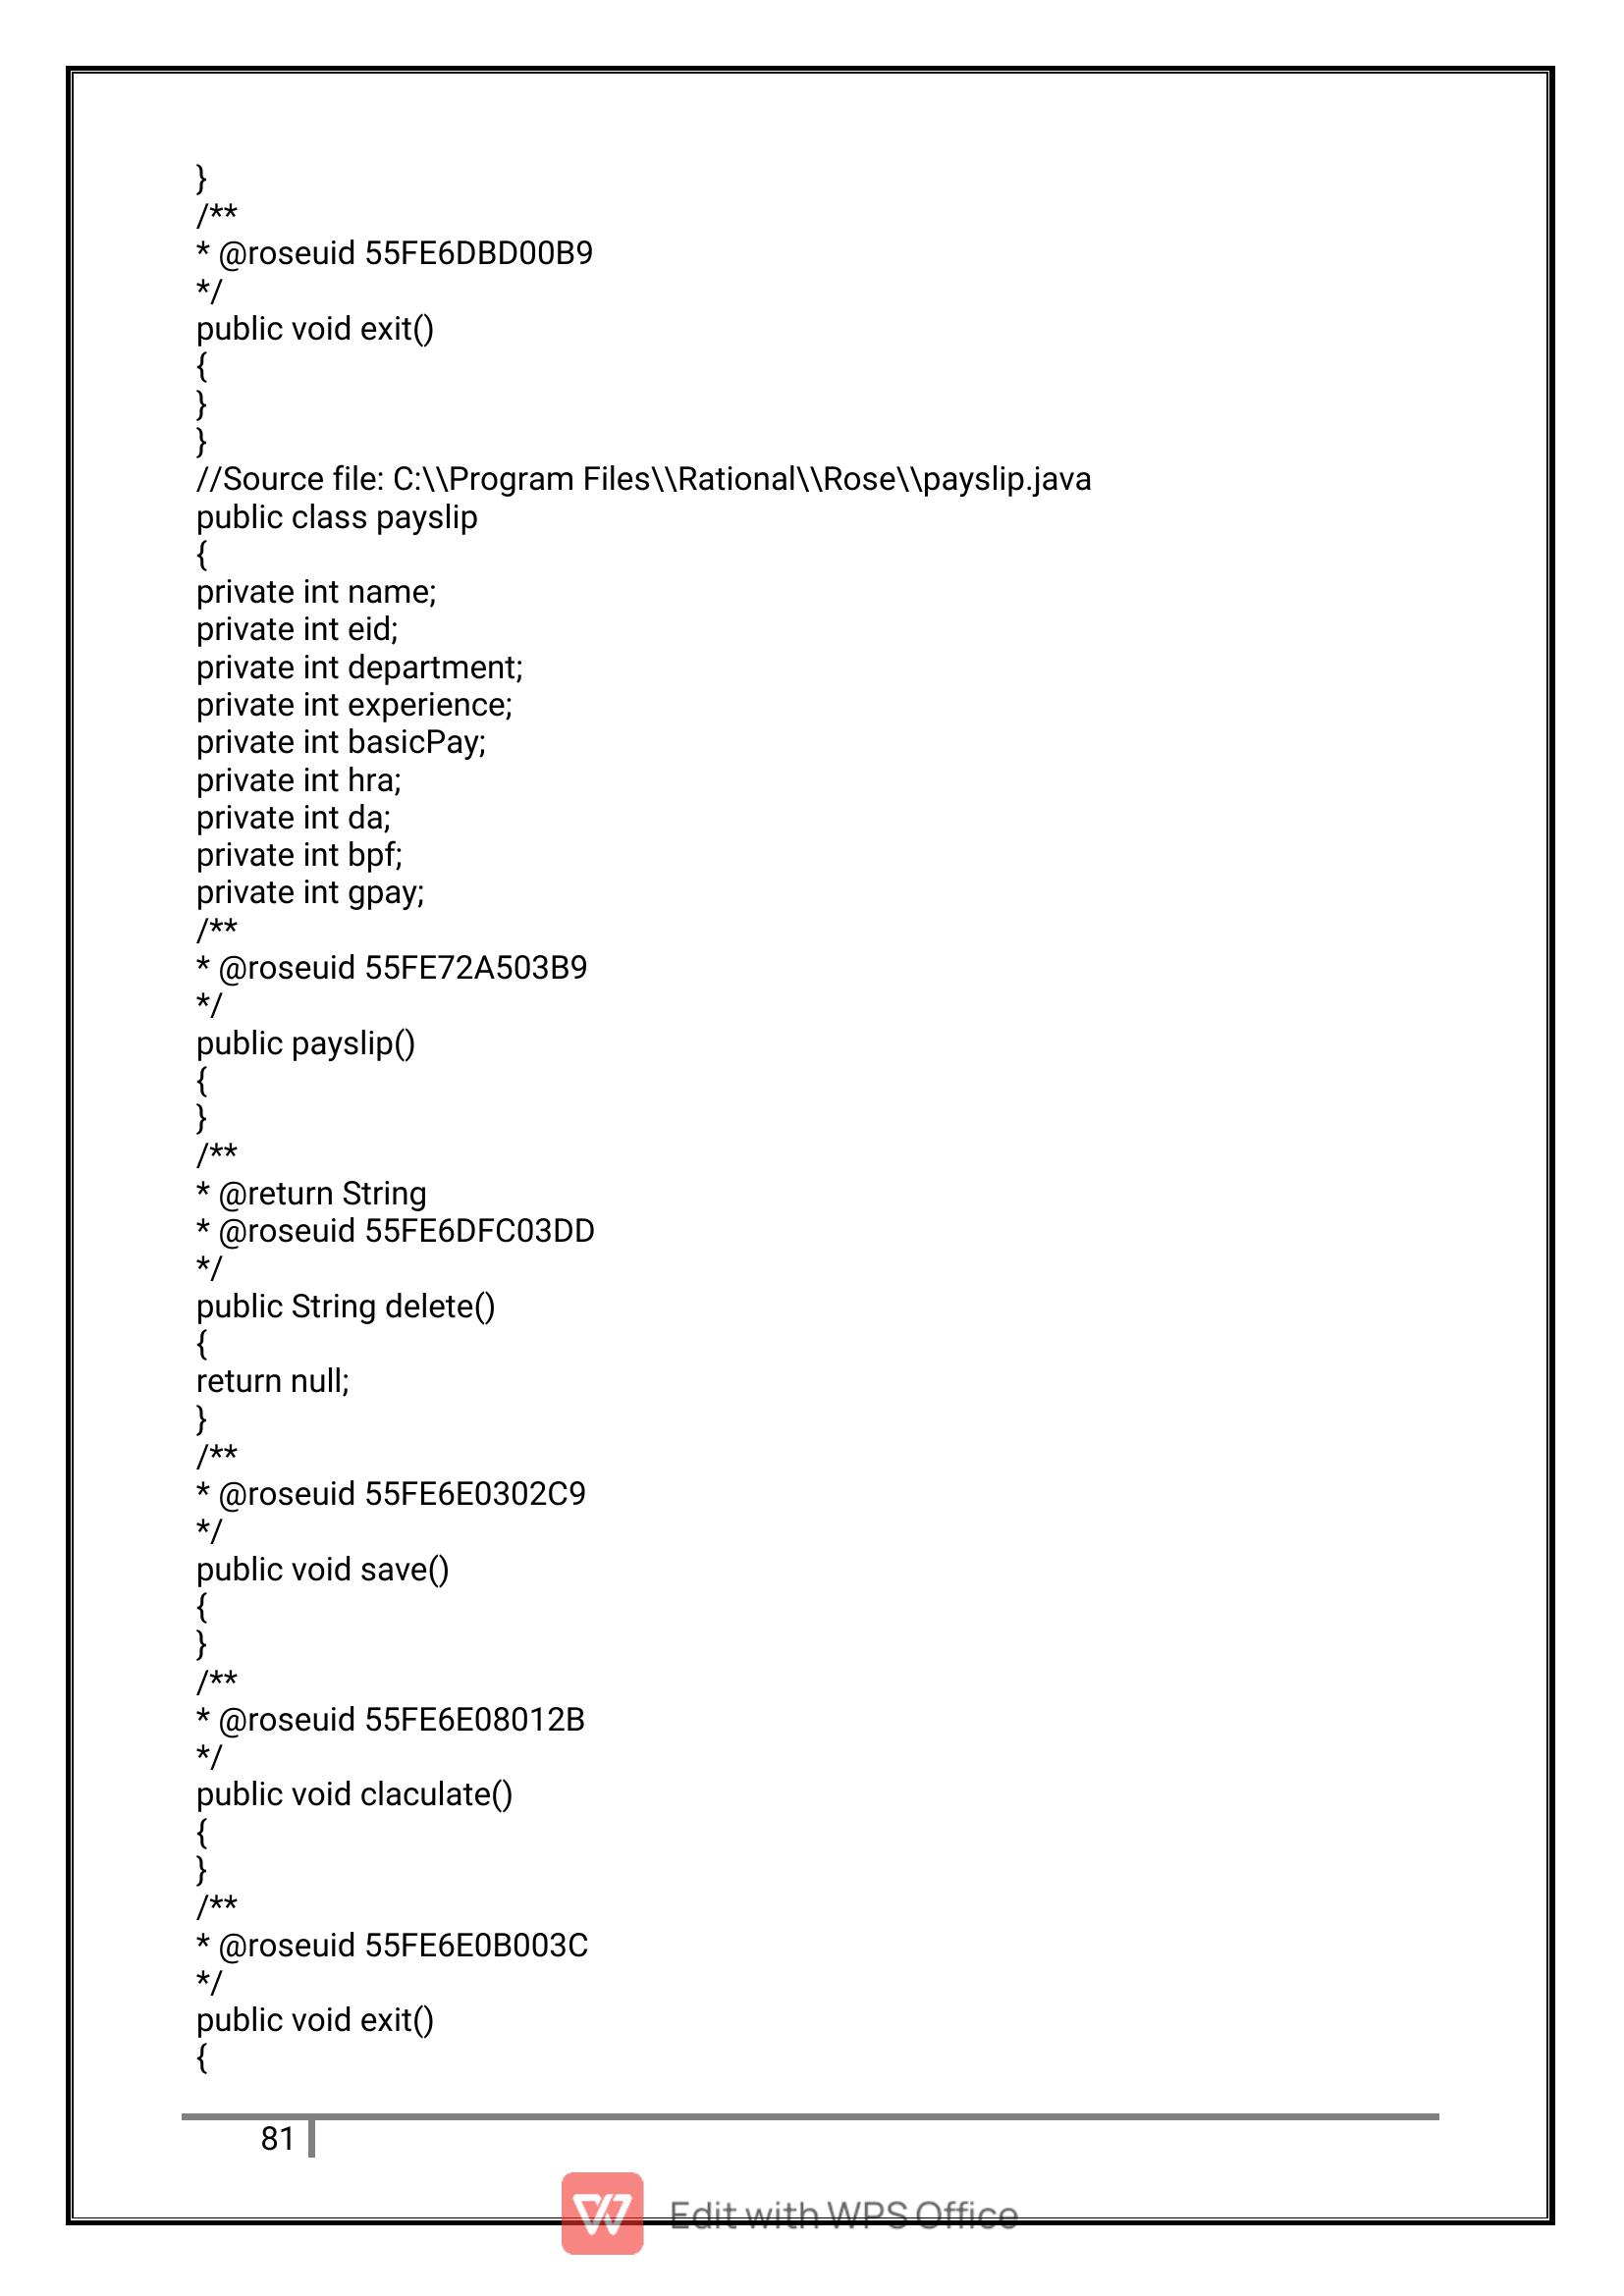 }
/**
* @roseuid 55FE6DBD00B9
*/
public void exit()
{
}
}
//Source file: C:\\Program Files\\Rational\\Rose\\payslip.java
public class payslip
{
private int name;
private int eid;
private int department;
private int experience;
private int basicPay;
private int hra;
private int da;
private int bpf;
private int gpay;
/**
* @roseuid 55FE72A503B9
*/
public payslip()
{
}
/**
* @return String
* @roseuid 55FE6DFC03DD
*/
public String delete()
{
return null;
}
/**
* @roseuid 55FE6E0302C9
*/
public void save()
{
}
/**
* @roseuid 55FE6E08012B
*/
public void claculate()
{
}
/**
* @roseuid 55FE6E0B003C
*/
public void exit()
{
81
Edit with WPS Office